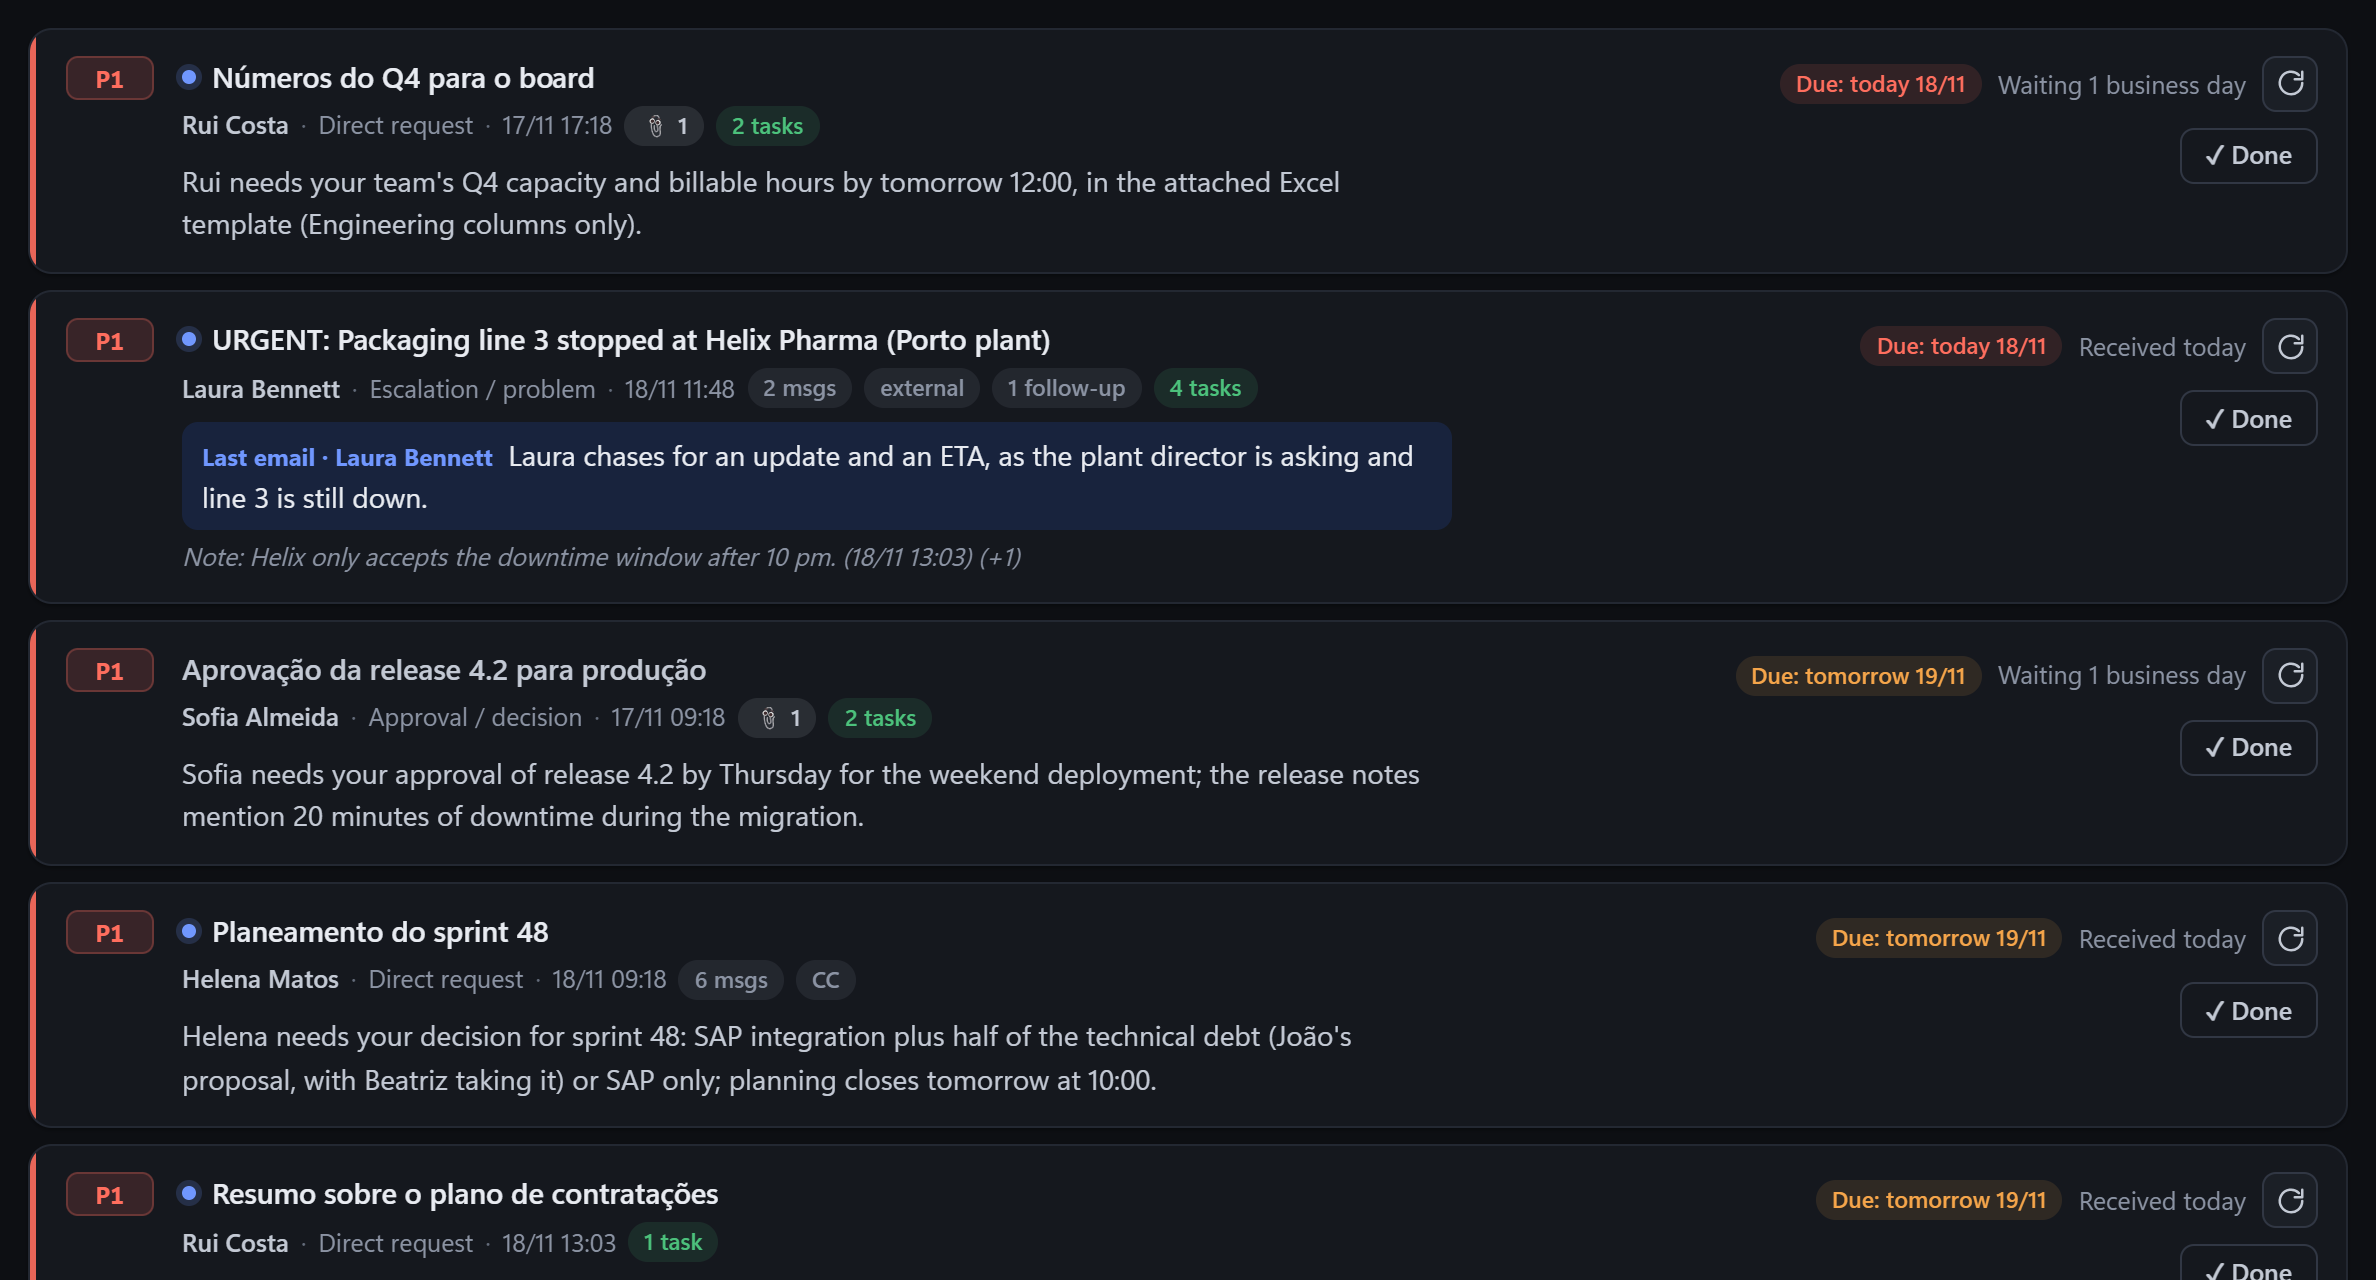 P1 Números do Q4 para o board Due: today 18/11 Waiting 1 business day
Rui Costa · Direct request · 17/11 17:18 1 2 tasks
✓ Done
Rui needs your team's Q4 capacity and billable hours by tomorrow 12:00, in the attached Excel
template (Engineering columns only).
P1 URGENT: Packaging line 3 stopped at Helix Pharma (Porto plant) Due: today 18/11 Received today
Laura Bennett · Escalation / problem · 18/11 11:48 2 msgs external 1 follow-up 4 tasks
✓ Done
Last email · Laura Bennett Laura chases for an update and an ETA, as the plant director is asking and
line 3 is still down.
Note: Helix only accepts the downtime window after 10 pm. (18/11 13:03) (+1)
P1 Aprovação da release 4.2 para produção Due: tomorrow 19/11 Waiting 1 business day
Sofia Almeida · Approval / decision · 17/11 09:18 1 2 tasks
✓ Done
Sofia needs your approval of release 4.2 by Thursday for the weekend deployment; the release notes
mention 20 minutes of downtime during the migration.
P1 Planeamento do sprint 48 Due: tomorrow 19/11 Received today
Helena Matos · Direct request · 18/11 09:18 6 msgs CC
✓ Done
Helena needs your decision for sprint 48: SAP integration plus half of the technical debt (João's
proposal, with Beatriz taking it) or SAP only; planning closes tomorrow at 10:00.
P1 Resumo sobre o plano de contratações Due: tomorrow 19/11 Received today
Rui Costa · Direct request · 18/11 13:03 1 task
✓ Done